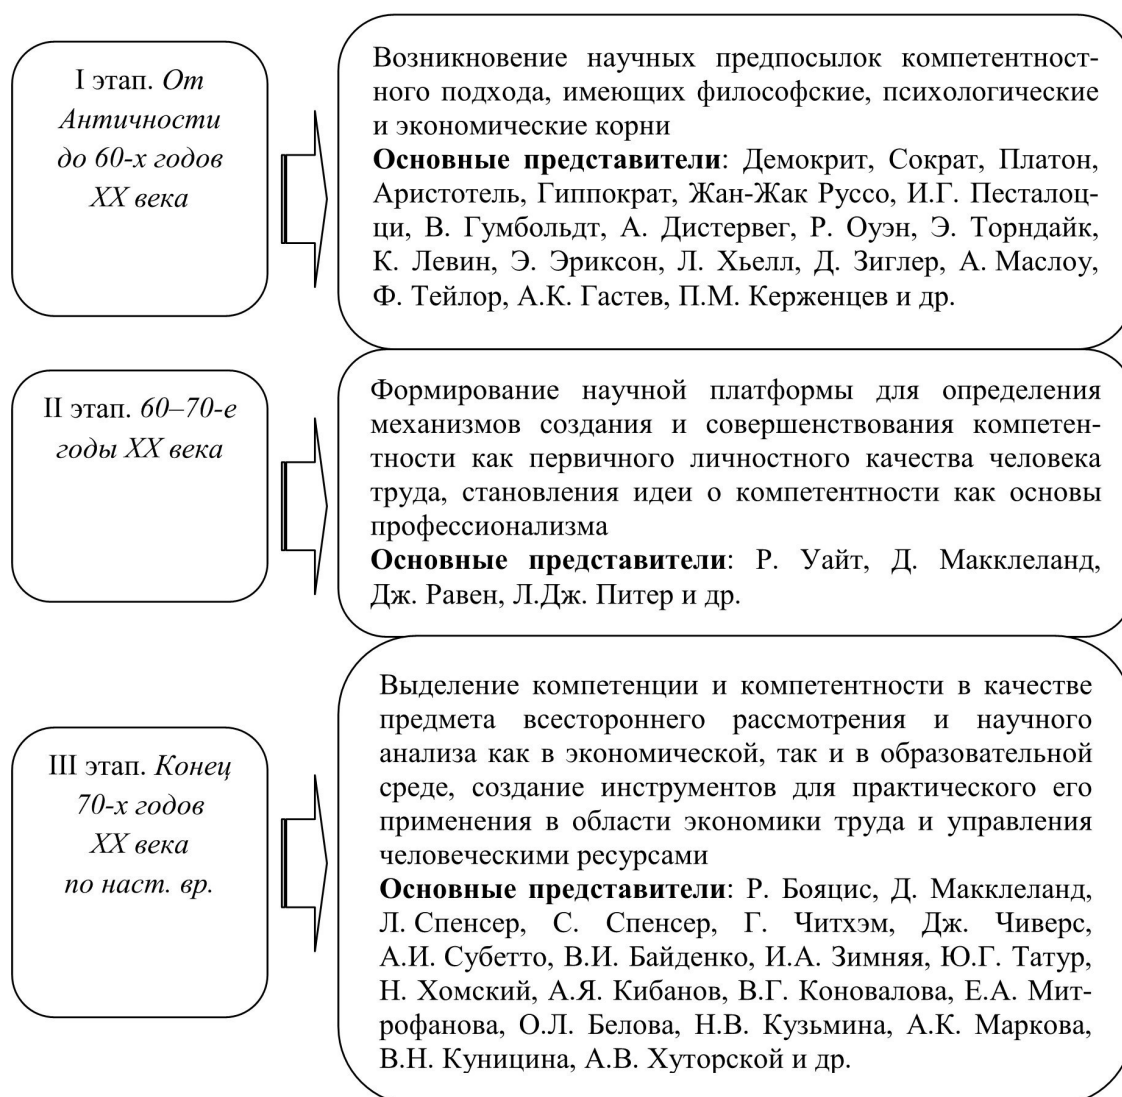 I этап. От
Античности
до 60-х годов
XX века
Возникновение научных предпосылок компетентност-
ного подхода, имеющих философские, психологические
и экономические корни
Основные представители: Демокрит, Сократ, Платон,
Аристотель, Гиппократ, Жан-Жак Руссо, И.Г. Песталоц-
ци, В. Гумбольдт, А. Дистервег, Р. Оуэн, Э. Торндайк,
К. Левин, Э. Эриксон, Л. Хьелл, Д. Зиглер, А. Маслоу,
Ф. Тейлор, А.К. Гастев, П.М. Керженцев и др.
II этап. 60–70-е
годы XX века
Формирование научной платформы для определения
механизмов создания и совершенствования компетен-
тности как первичного личностного качества человека
труда, становления идеи о компетентности как основы
профессионализма
Основные представители: Р. Уайт, Д. Макклеланд,
Дж. Равен, Л.Дж. Питер и др.
III этап. Конец
70-х годов
XX века
по наст. вр.
Выделение компетенции и компетентности в качестве
предмета всестороннего рассмотрения и научного
анализа как в экономической, так и в образовательной
среде, создание инструментов для практического его
применения в области экономики труда и управления
человеческими ресурсами
Основные представители: Р. Бояцис, Д. Макклеланд,
Л. Спенсер, С. Спенсер, Г. Читхэм, Дж. Чиверс,
А.И. Субетто, В.И. Байденко, И.А. Зимняя, Ю.Г. Татур,
Н. Хомский, А.Я. Кибанов, В.Г. Коновалова, Е.А. Мит-
рофанова, О.Л. Белова, Н.В. Кузьмина, А.К. Маркова,
В.Н. Куницина, А.В. Хуторской и др.